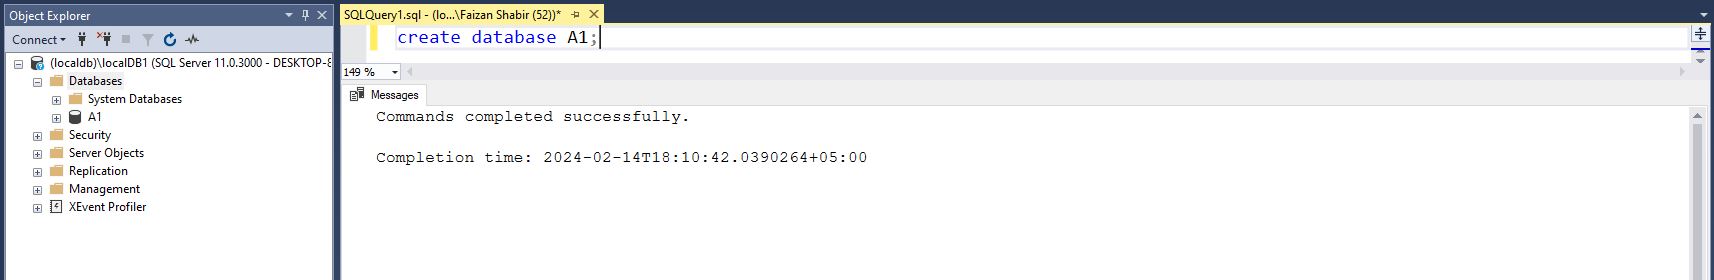 Object Explorer
Connect
(localdb)\localDB1 (SQL Server 11.0.3000 - DESKTOP-8
Databases
System Databases
A1
Security
Server Objects
Replication
Management
XEvent Profiler
SQLQuery1.sql - (lo...\Faizan Shabir (52))*
create database A1;
149 %
Messages
Commands completed successfully.
Completion time: 2024-02-14T18:10:42.0390264+05:00